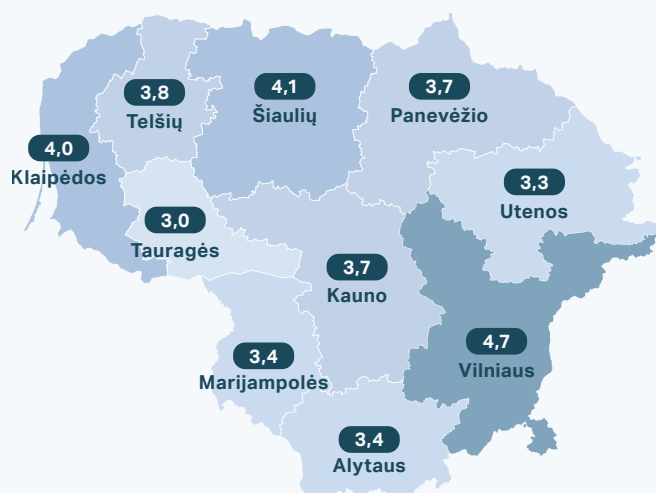 3,8
Telšių
4,1
Šiaulių
3,7
Panevėžio
4,0
Klaipėdos
3,0
Tauragės
3,3
Utenos
3,7
Kauno
3,4
Marijampolės
4,7
Vilniaus
3,4
Alytaus